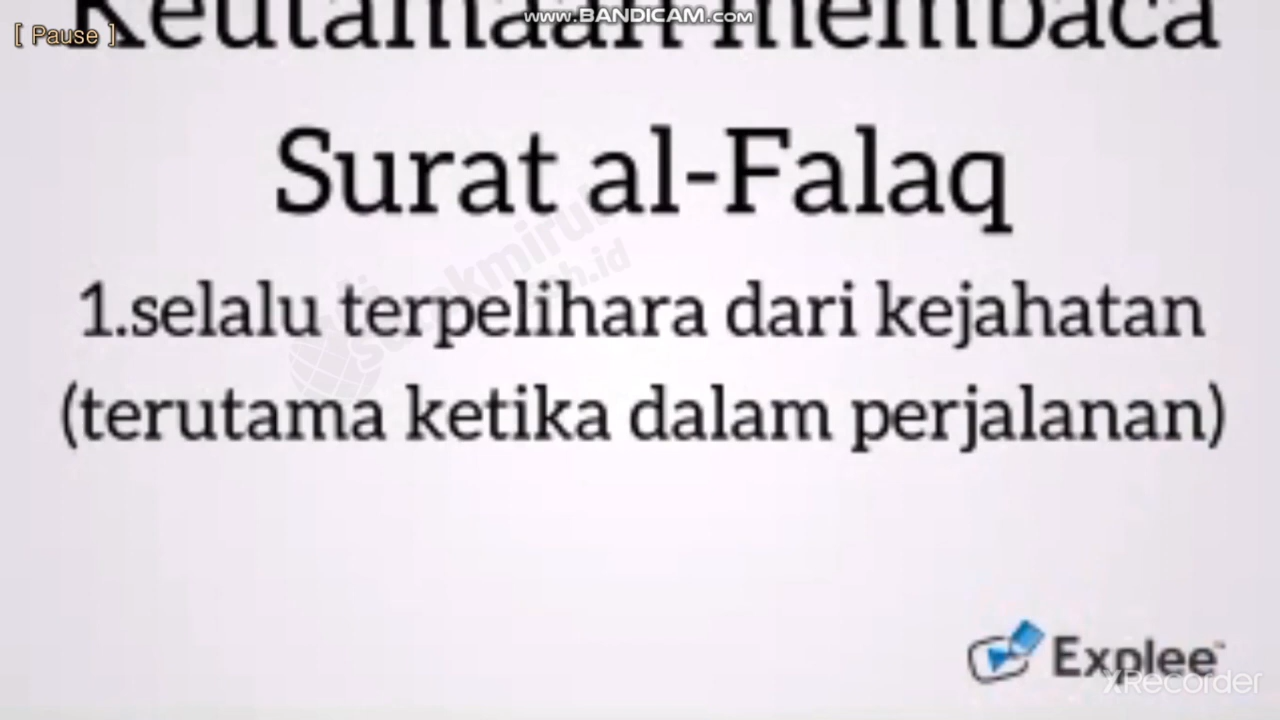 www.BANDICAM.com
[ Pause ]
Keutamaan membaca
Surat al-Falaq
1.selalu terpelihara dari kejahatan
(terutama ketika dalam perjalanan)
Explee™
XRecorder